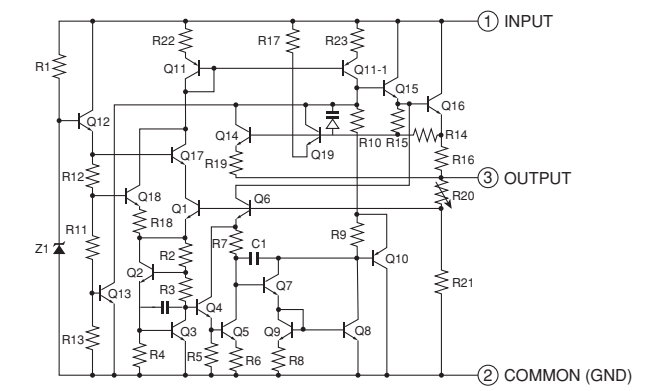 1 INPUT
R22
R17
R23
R1
Q11
Q11-1
Q15
Q16
Q12
Q14
Q19
R10
R15
R14
R19
R16
Q17
R12
3 OUTPUT
Q18
Q6
R20
Q1
R18
R11
R7
C1
R9
Z1
R2
Q10
Q2
Q7
R21
R3
Q13
Q4
Q3
Q5
Q9
Q8
R13
R4
R5
R6
R8
2 COMMON (GND)